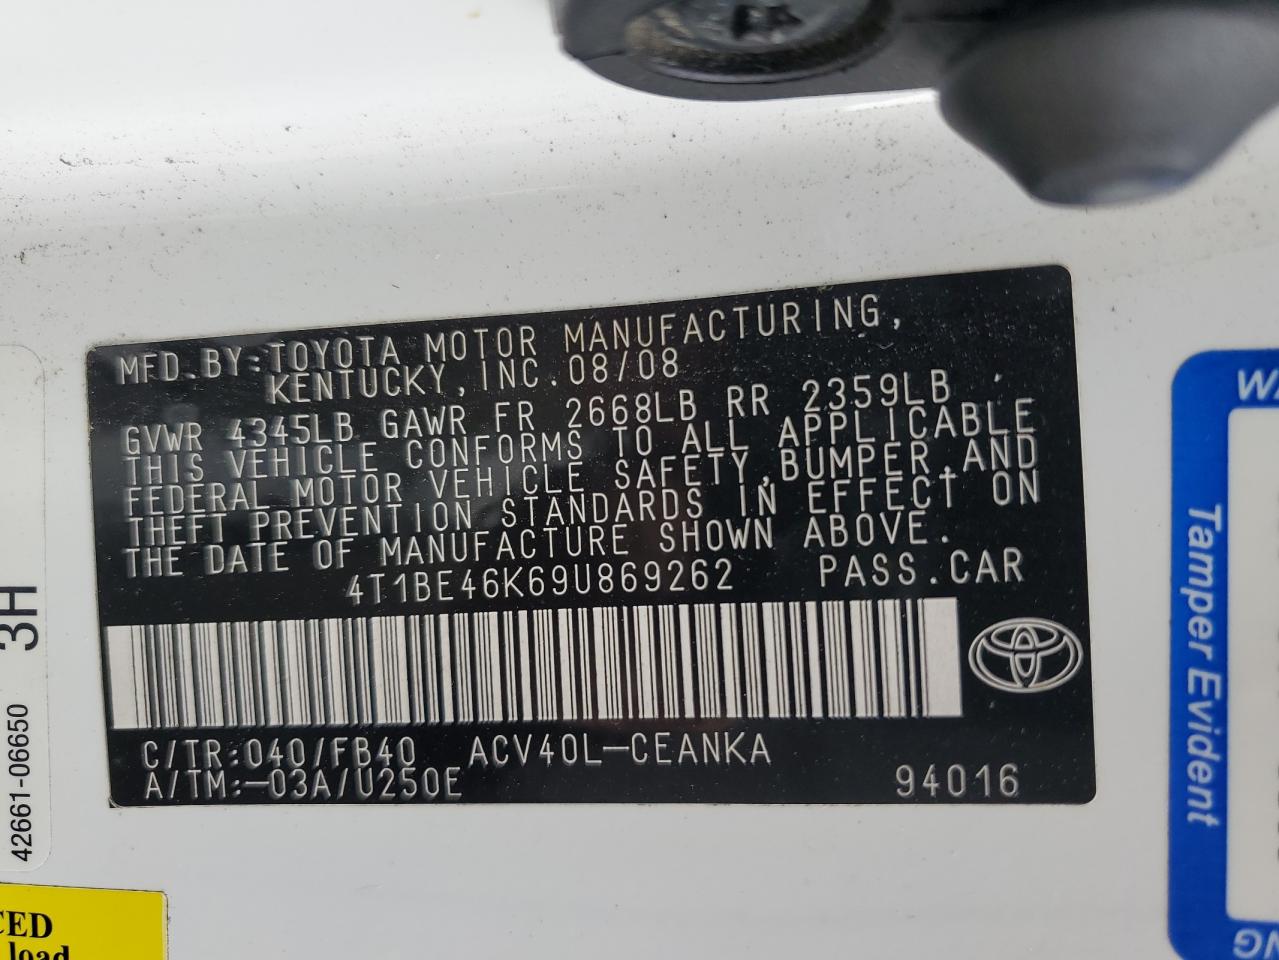 MFD.BY:TOYOTA MOTOR MANUFACTURING,
KENTUCKY,INC.08/08
GVWR 4345LB GAWR FR 2668LB RR 2359LB
THIS VEHICLE CONFORMS TO ALL APPLICABLE
FEDERAL MOTOR VEHICLE SAFETY,BUMPER,AND
THEFT PREVENTION STANDARDS IN EFFECT ON
THE DATE OF MANUFACTURE SHOWN ABOVE.
4T1BE46K69U869262 PASS.CAR
C/TR:040/FB40 ACV40L-CEANKA
A/TM:-03A/U250E 94016
42661-06650 3H
load
Tamper Evident